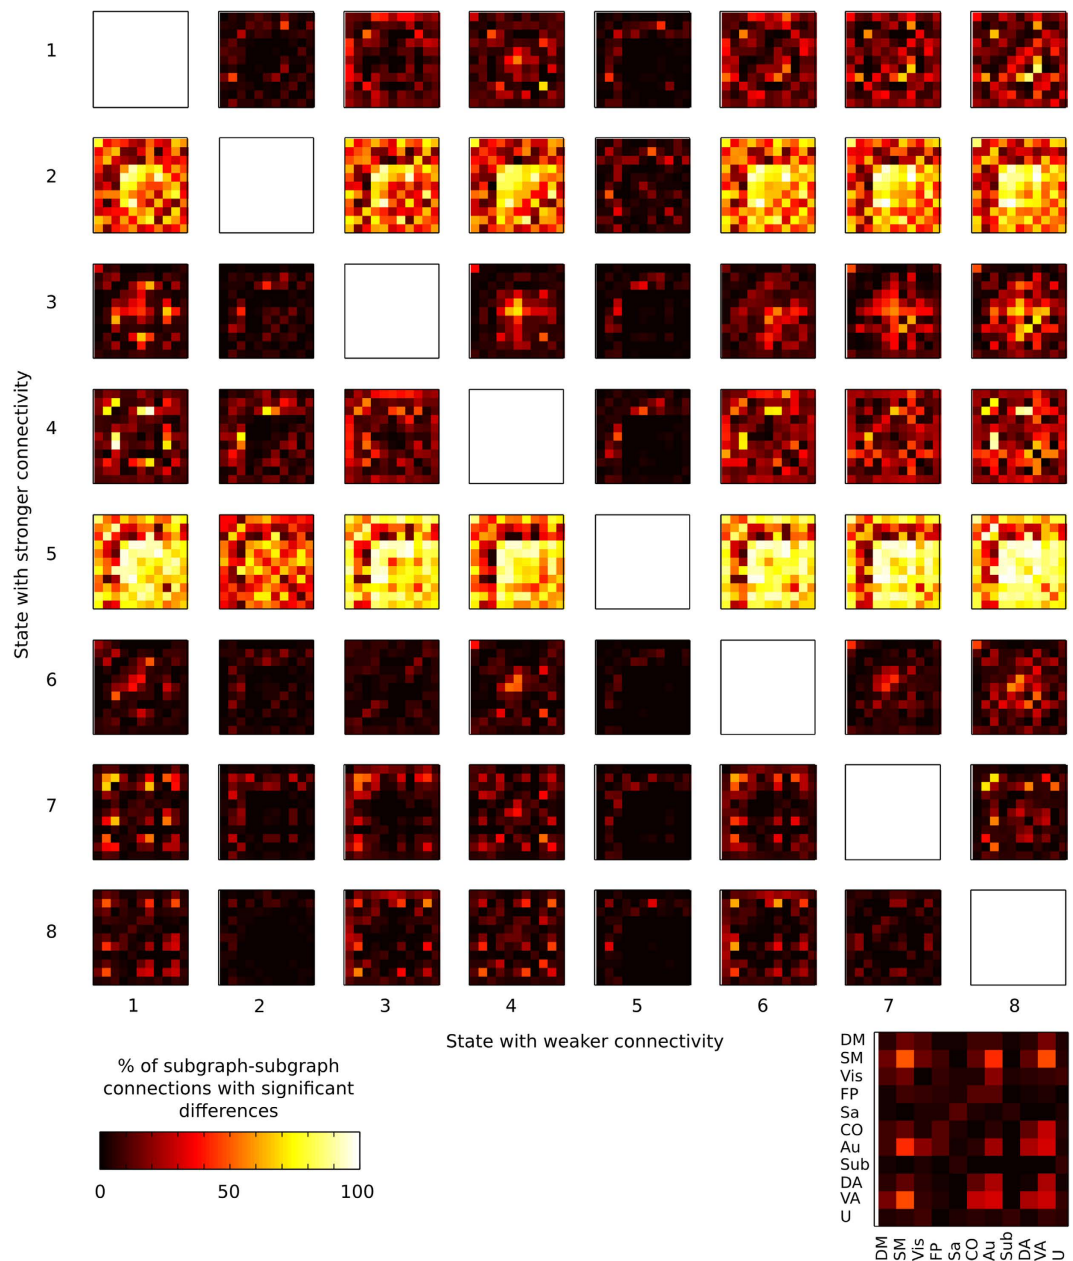 1
2
3
4
5
6
7
8
State with stronger connectivity
1 2 3 4 5 6 7 8
State with weaker connectivity
% of subgraph-subgraph
connections with significant
differences
0 50 100
DM
SM
Vis
FP
Sa
CO
Au
Sub
DA
VA
U
DM SM Vis FP Sa CO Au Sub DA VA U